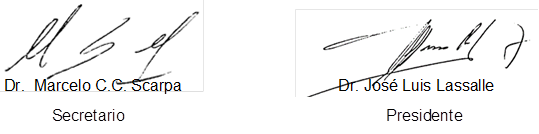 Dr. Marcelo C.C. Scarpa
Secretario
Dr. José Luis Lassalle
Presidente